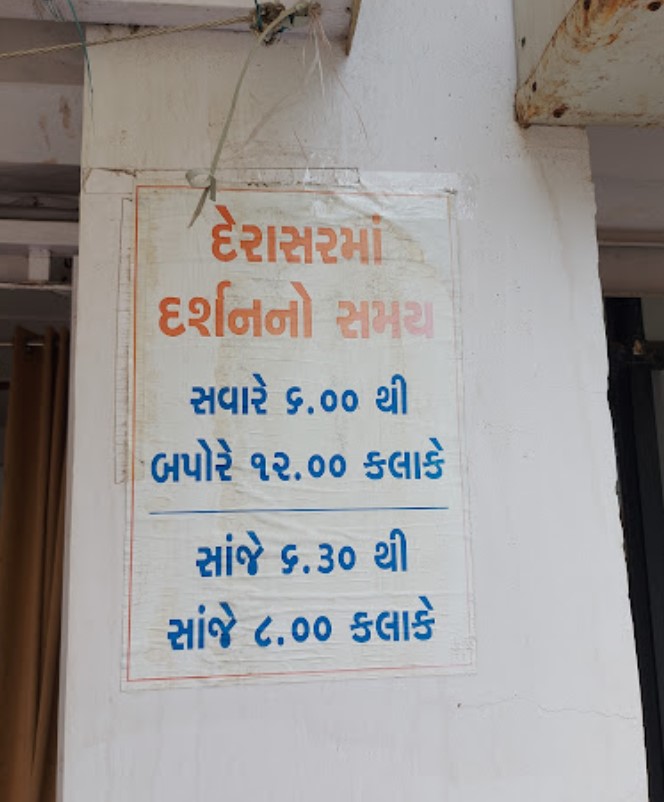 દેરાસરમાં
દર્શનનો સમય
સવારે ૬.૦૦ થી
બપોરે ૧૨.૦૦ કલાકે
સાંજે ૬.૩૦ થી
સાંજે ૮.૦૦ કલાકે